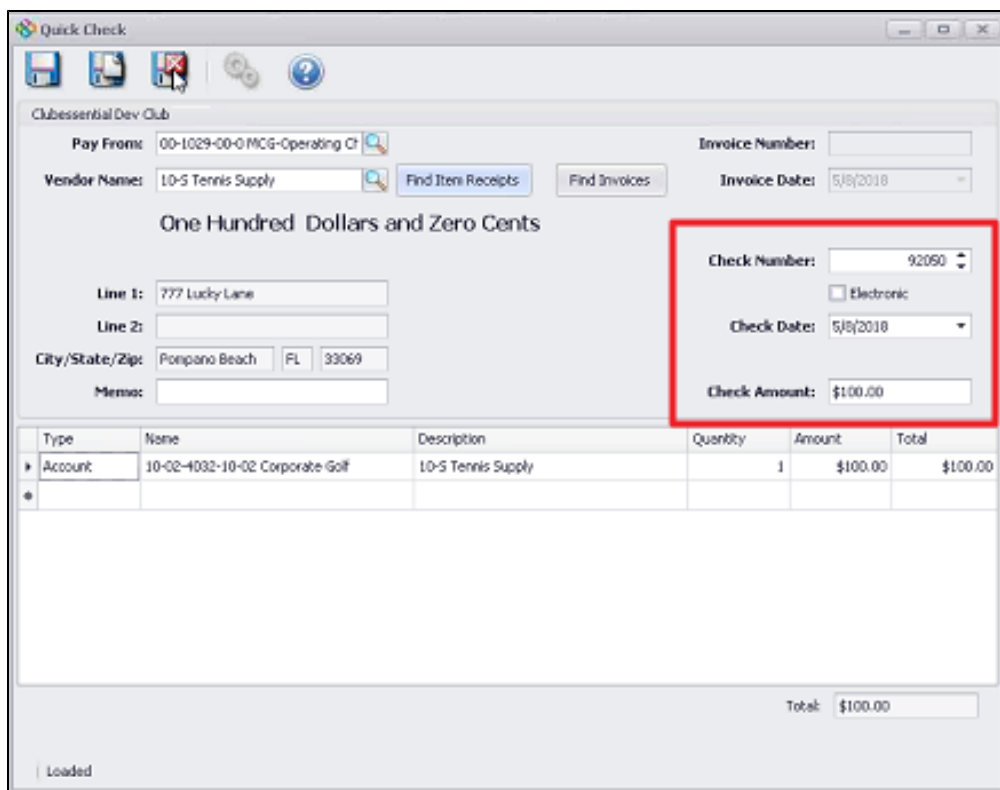 Quick Check
Clubessential Dev Club
Pay From: 00-1029-00-0 MCG-Operating Ch Invoice Number:
Vendor Name: 10-S Tennis Supply Find Item Receipts Find Invoices Invoice Date: 5/8/2018
One Hundred Dollars and Zero Cents
Check Number: 92050
Line 1: 777 Lucky Lane Electronic
Line 2: Check Date: 5/8/2018
City/State/Zip: Pompano Beach FL 33069
Memo: Check Amount: $100.00
Type Name Description Quantity Amount Total
Account 10-02-4032-10-02 Corporate Golf 10-S Tennis Supply 1 $100.00 $100.00
Total: $100.00
Loaded